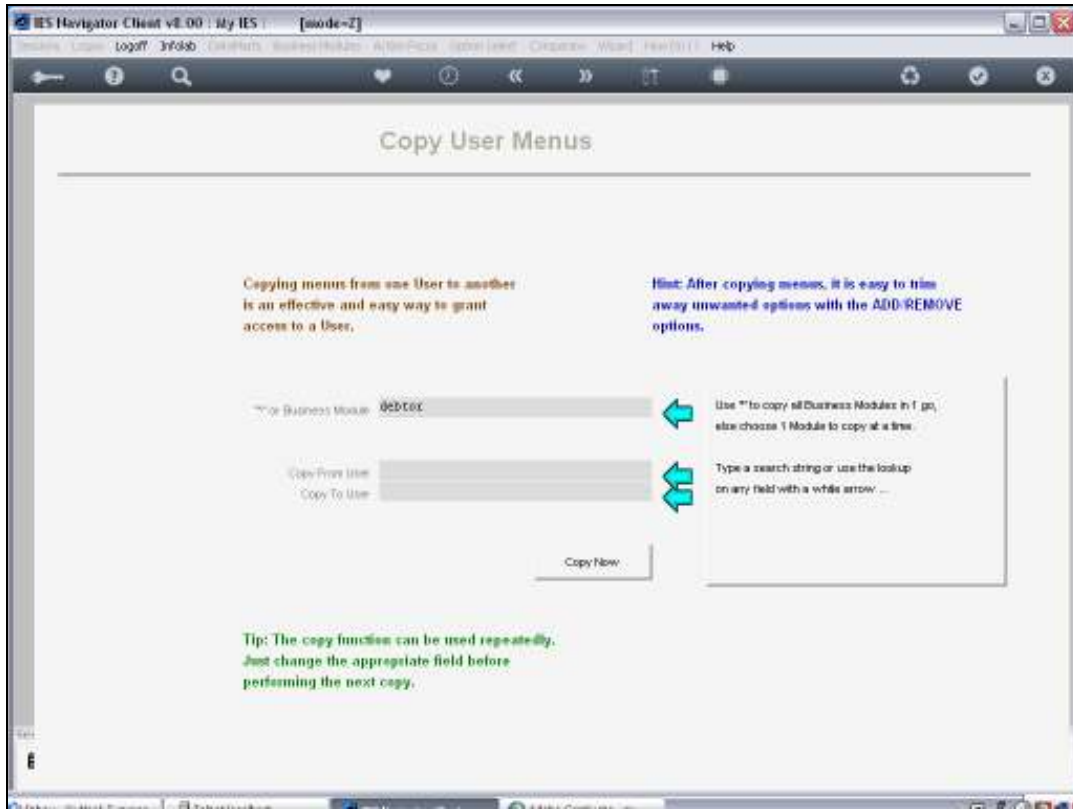 IES Navigator Client v8.00 : My IES : [mode=Z]
Logoff Infolab Help
Copy User Menus
Copying menus from one User to another
is an effective and easy way to grant
access to a User.
Hint: After copying menus, it is easy to trim
away unwanted options with the ADD/REMOVE
options.
'*' or Business Module debtor
Use '*' to copy all Business Modules in 1 go,
else choose 1 Module to copy at a time.
Copy From User
Copy To User
Type a search string or use the lookup
on any field with a while arrow ...
Copy Now
Tip: The copy function can be used repeatedly.
Just change the appropriate field before
performing the next copy.